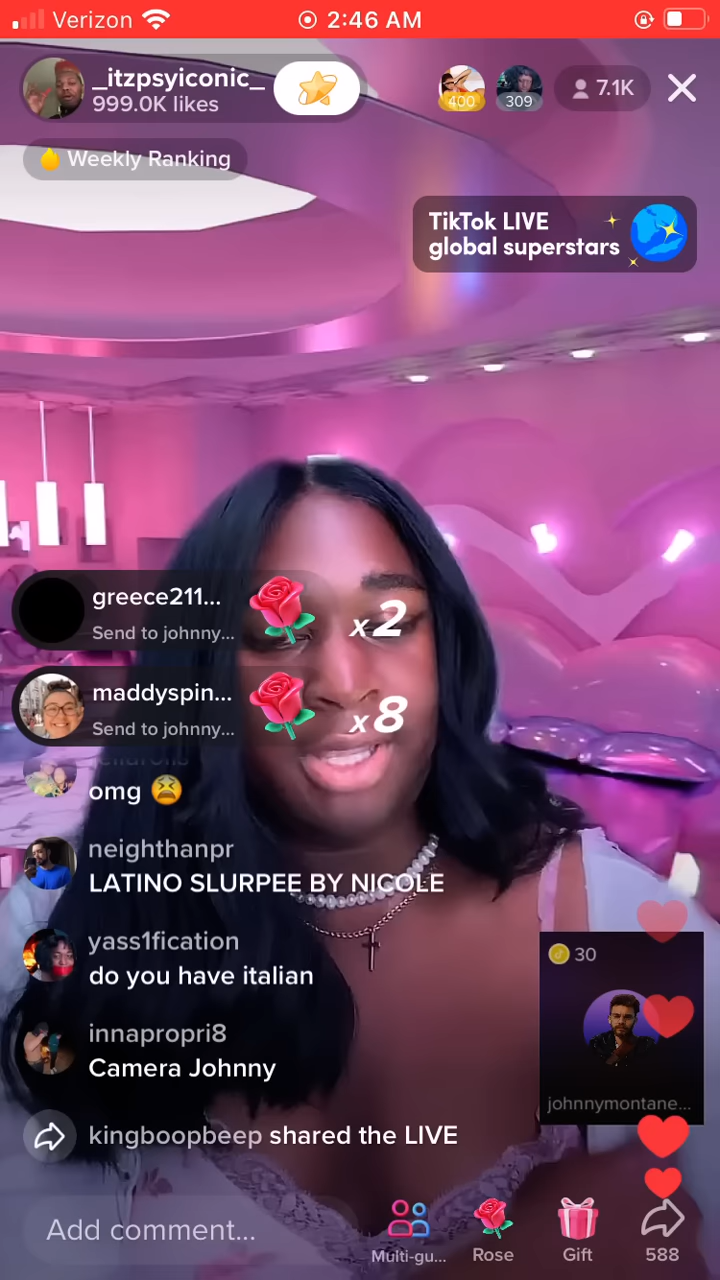 Verizon
2:46 AM
_itzpsyiconic_
999.0K likes
400
309
7.1K
Weekly Ranking
TikTok LIVE
global superstars
greece211...
Send to johnny...
x2
maddyspin...
Send to johnny...
x8
omg 😫
neighthanpr
LATINO SLURPEE BY NICOLE
yass1fication
do you have italian
innapropri8
Camera Johnny
30
johnnymontane...
kingboopbeep shared the LIVE
Add comment...
Multi-gu...
Rose
Gift
588